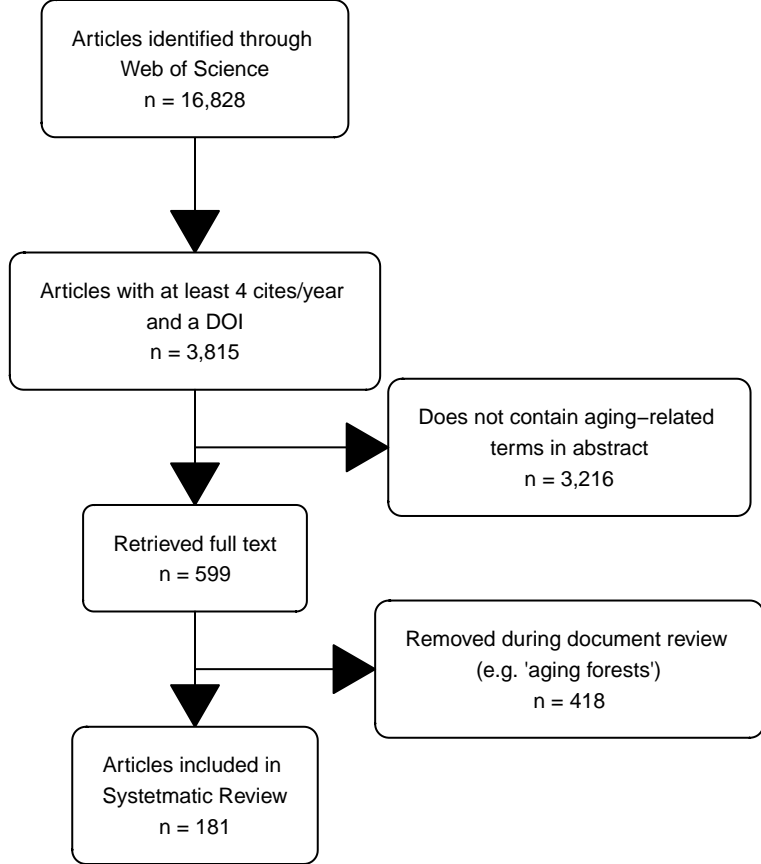 Articles identified through
Web of Science
n = 16,828
Articles with at least 4 cites/year
and a DOI
n = 3,815
Does not contain aging−related
terms in abstract
n = 3,216
Retrieved full text
n = 599
Removed during document review
(e.g. 'aging forests')
n = 418
Articles included in
Systetmatic Review
n = 181